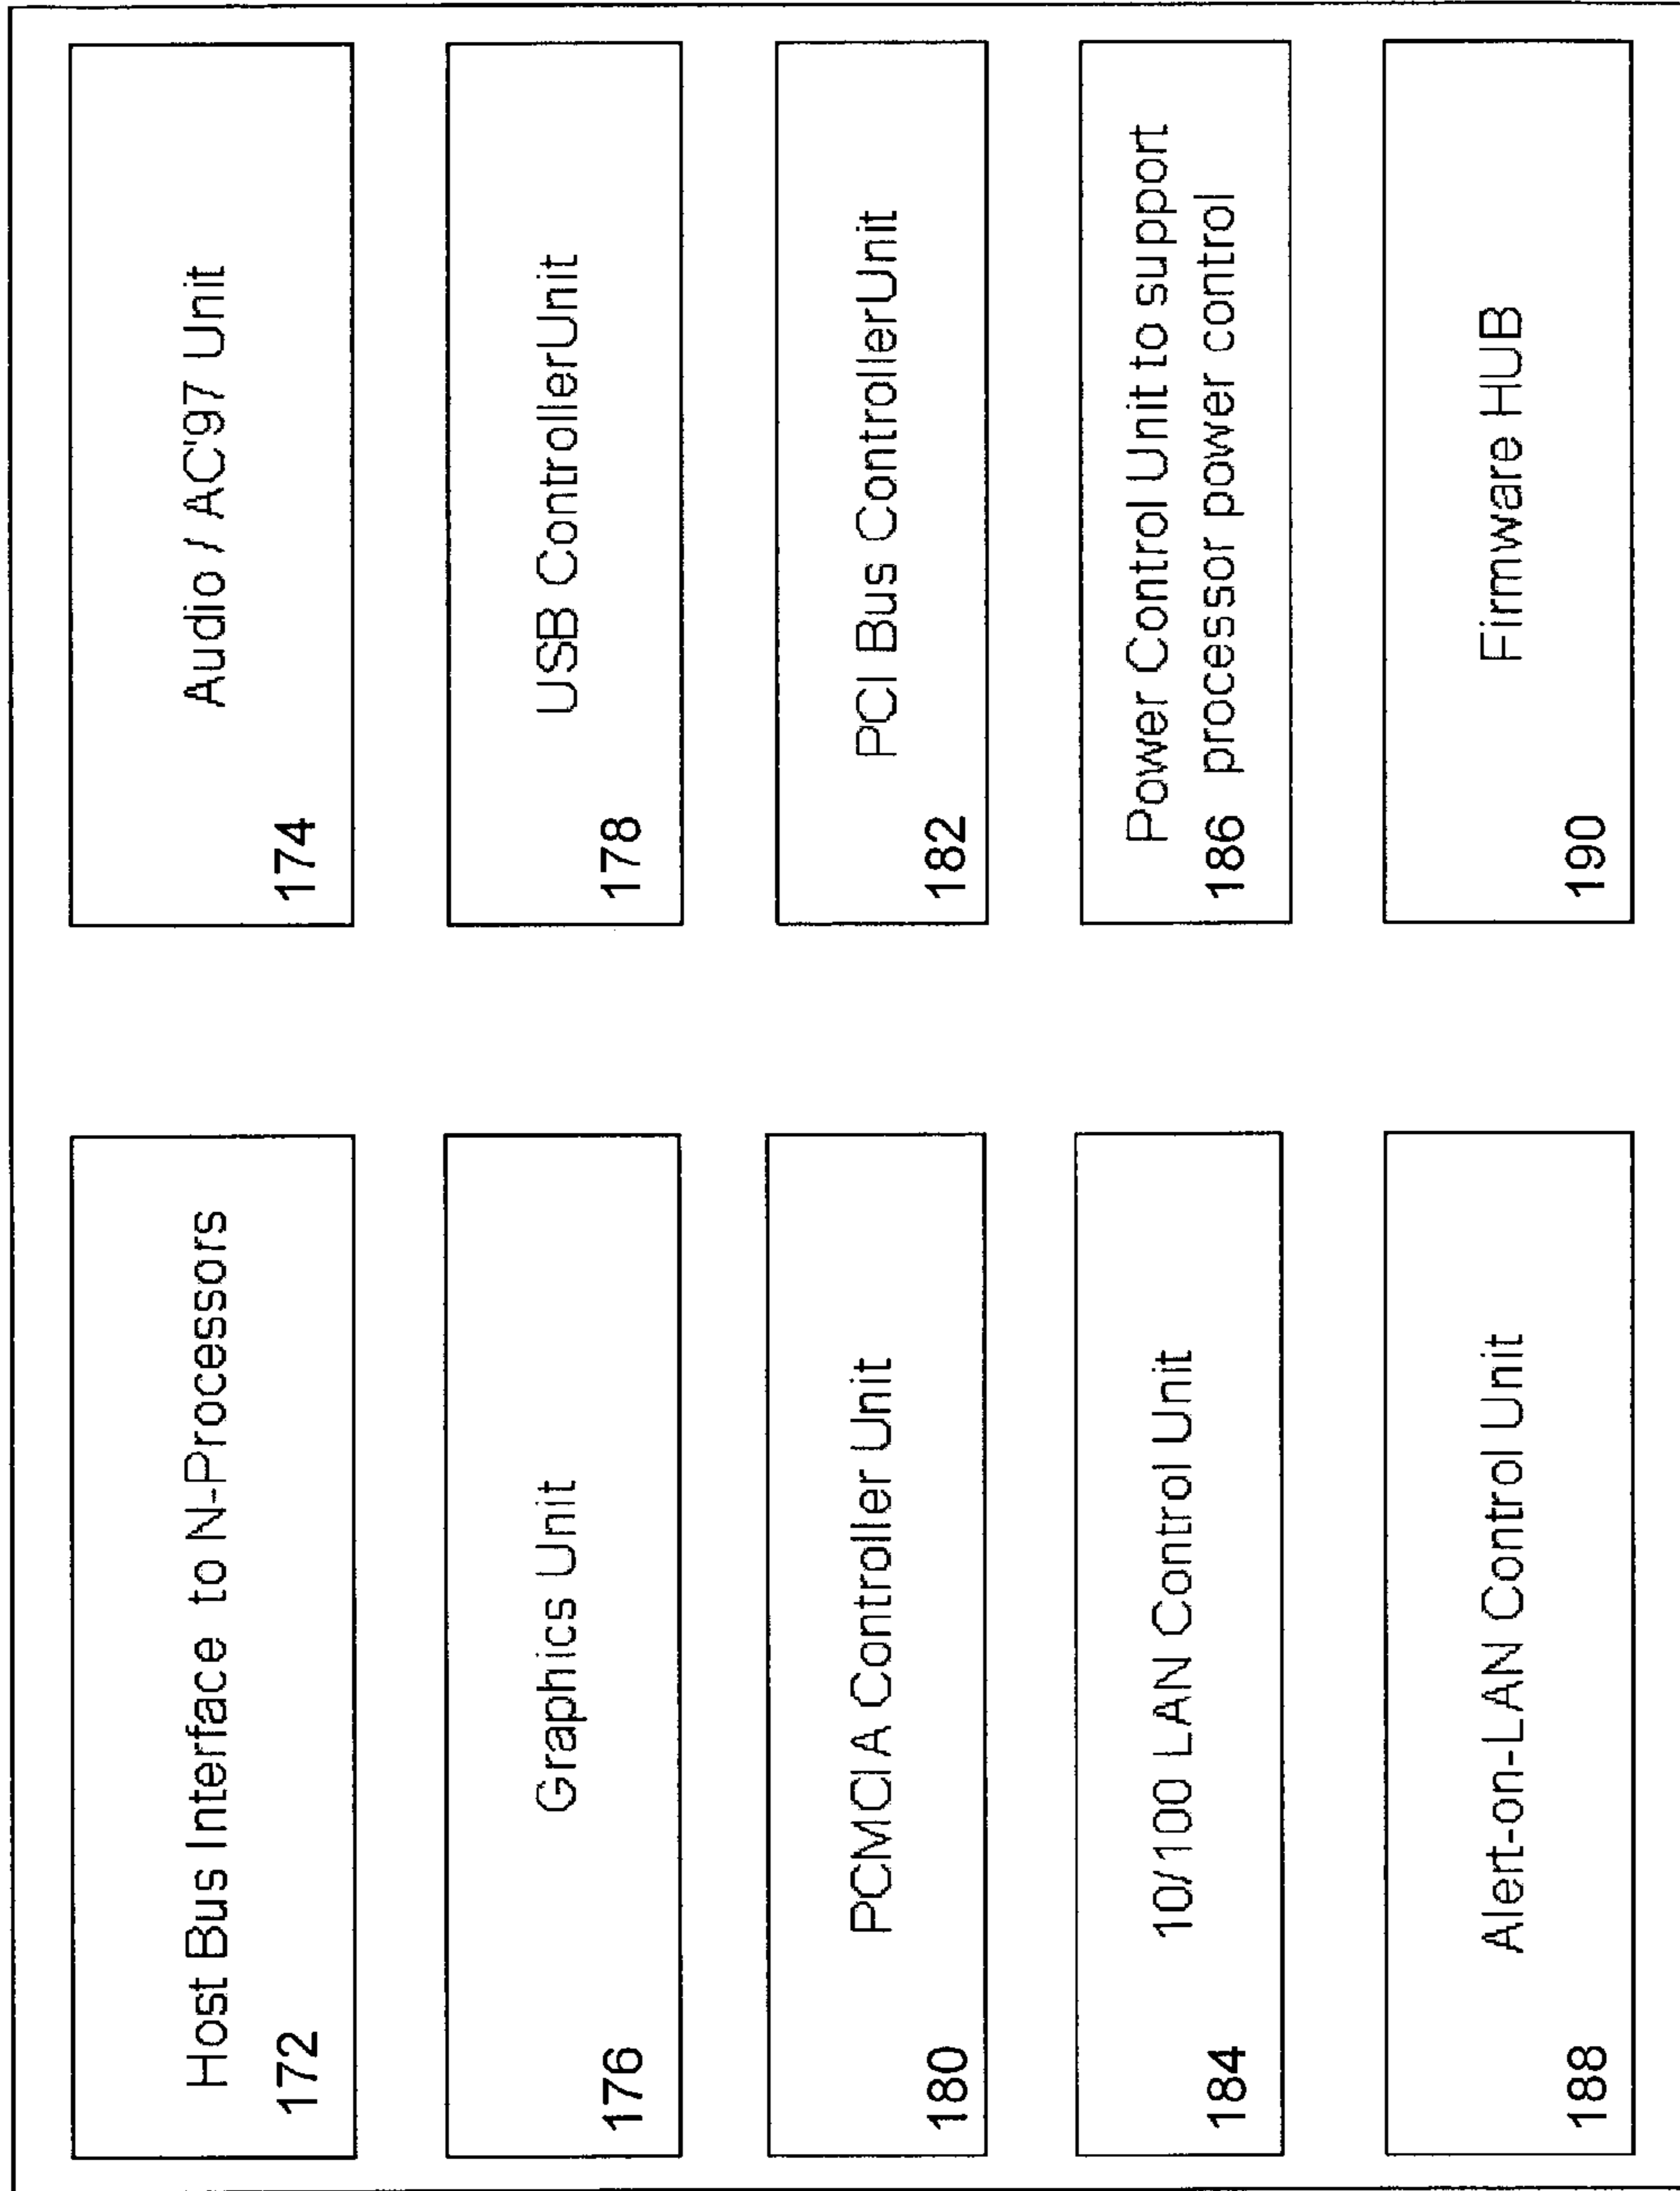 Host Bus Interface to N-Processors
172
Audio / AC'97 Unit
174
Graphics Unit
176
USB ControllerUnit
178
PCMCIA Controller Unit
180
PCI Bus ControllerUnit
182
10/100 LAN Control Unit
184
Power Control Unit to support
186 processor power control
Alert-on-LAN Control Unit
188
Firmware HUB
190